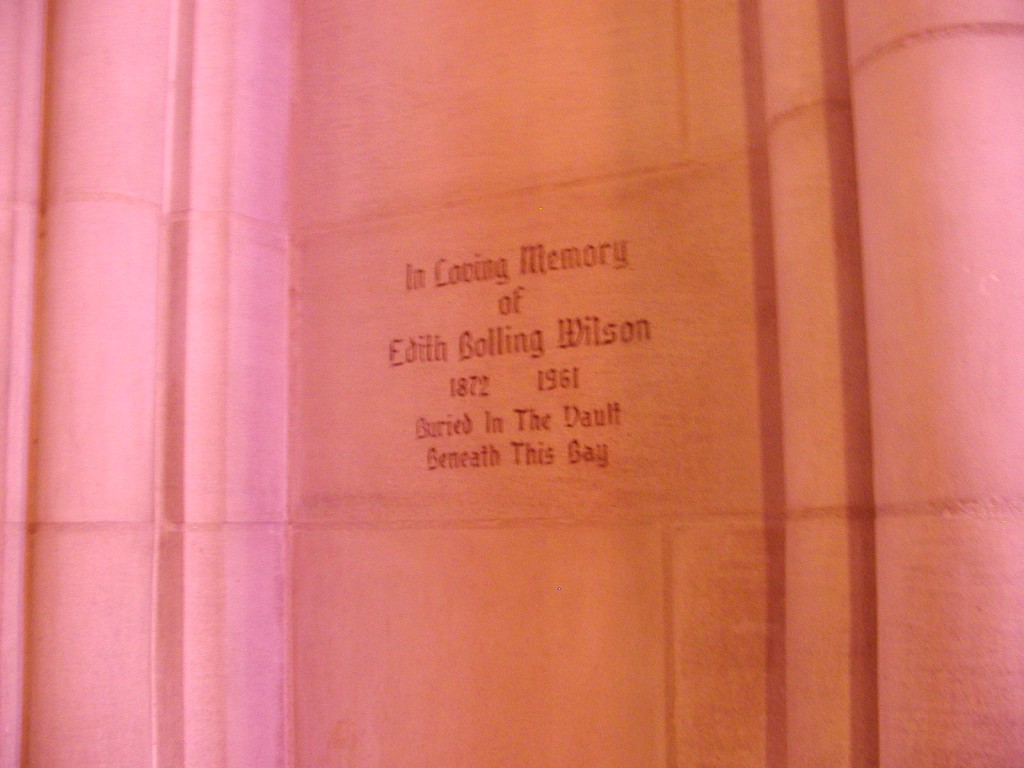 In Loving Memory
of
Edith Bolling Wilson
1872 1961
Buried In The Vault
Beneath This Bay